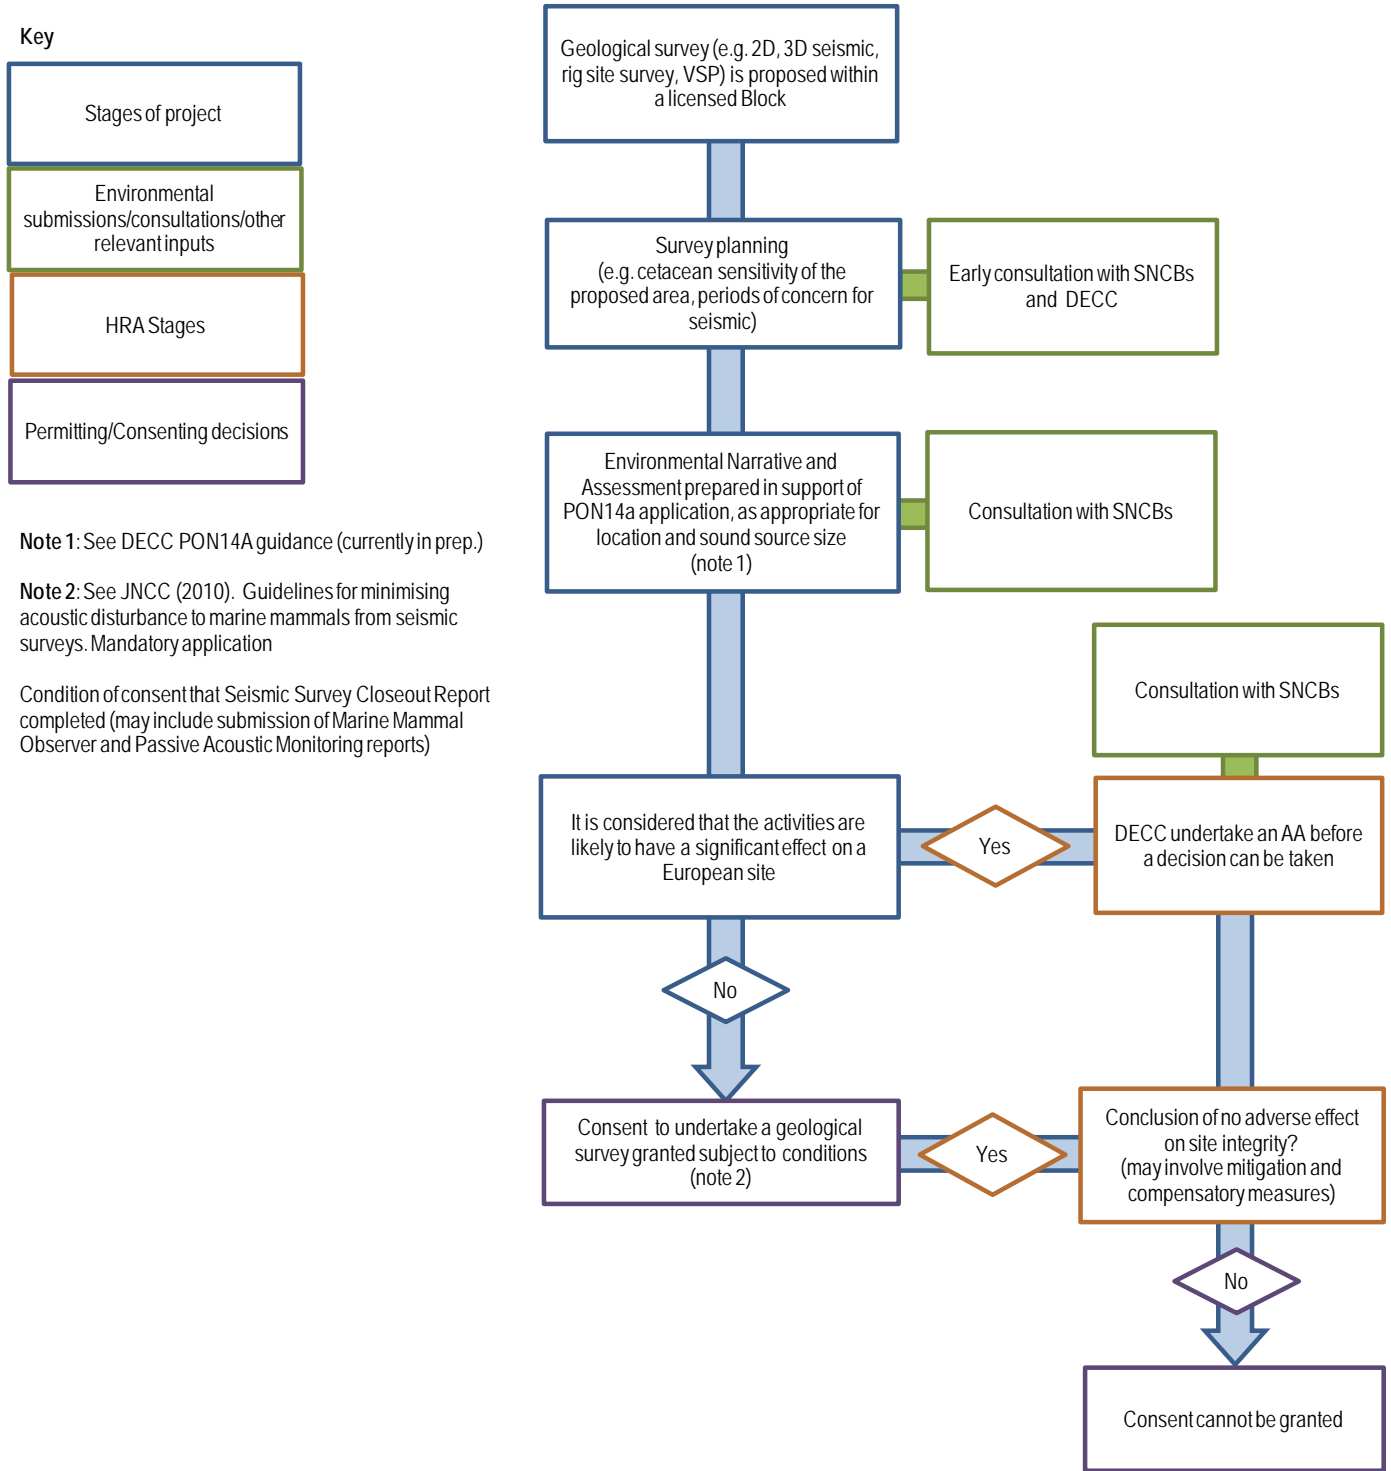 Key
Stages of project
Environmental
submissions/consultations/other
relevant inputs
HRA Stages
Permitting/Consenting decisions
Note 1: See DECC PON14A guidance (currently in prep.)
Note 2: See JNCC (2010). Guidelines for minimising
acoustic disturbance to marine mammals from seismic
surveys. Mandatory application
Condition of consent that Seismic Survey Closeout Report
completed (may include submission of Marine Mammal
Observer and Passive Acoustic Monitoring reports)
Geological survey (e.g. 2D, 3D seismic,
rig site survey, VSP) is proposed within
a licensed Block
Survey planning
(e.g. cetacean sensitivity of the
proposed area, periods of concern for
seismic)
Early consultation with SNCBs
and DECC
Environmental Narrative and
Assessment prepared in support of
PON14a application, as appropriate for
location and sound source size
(note 1)
Consultation with SNCBs
Consultation with SNCBs
It is considered that the activities are
likely to have a significant effect on a
European site
Yes
DECC undertake an AA before
a decision can be taken
No
Consent to undertake a geological
survey granted subject to conditions
(note 2)
Yes
Conclusion of no adverse effect
on site integrity?
(may involve mitigation and
compensatory measures)
No
Consent cannot be granted